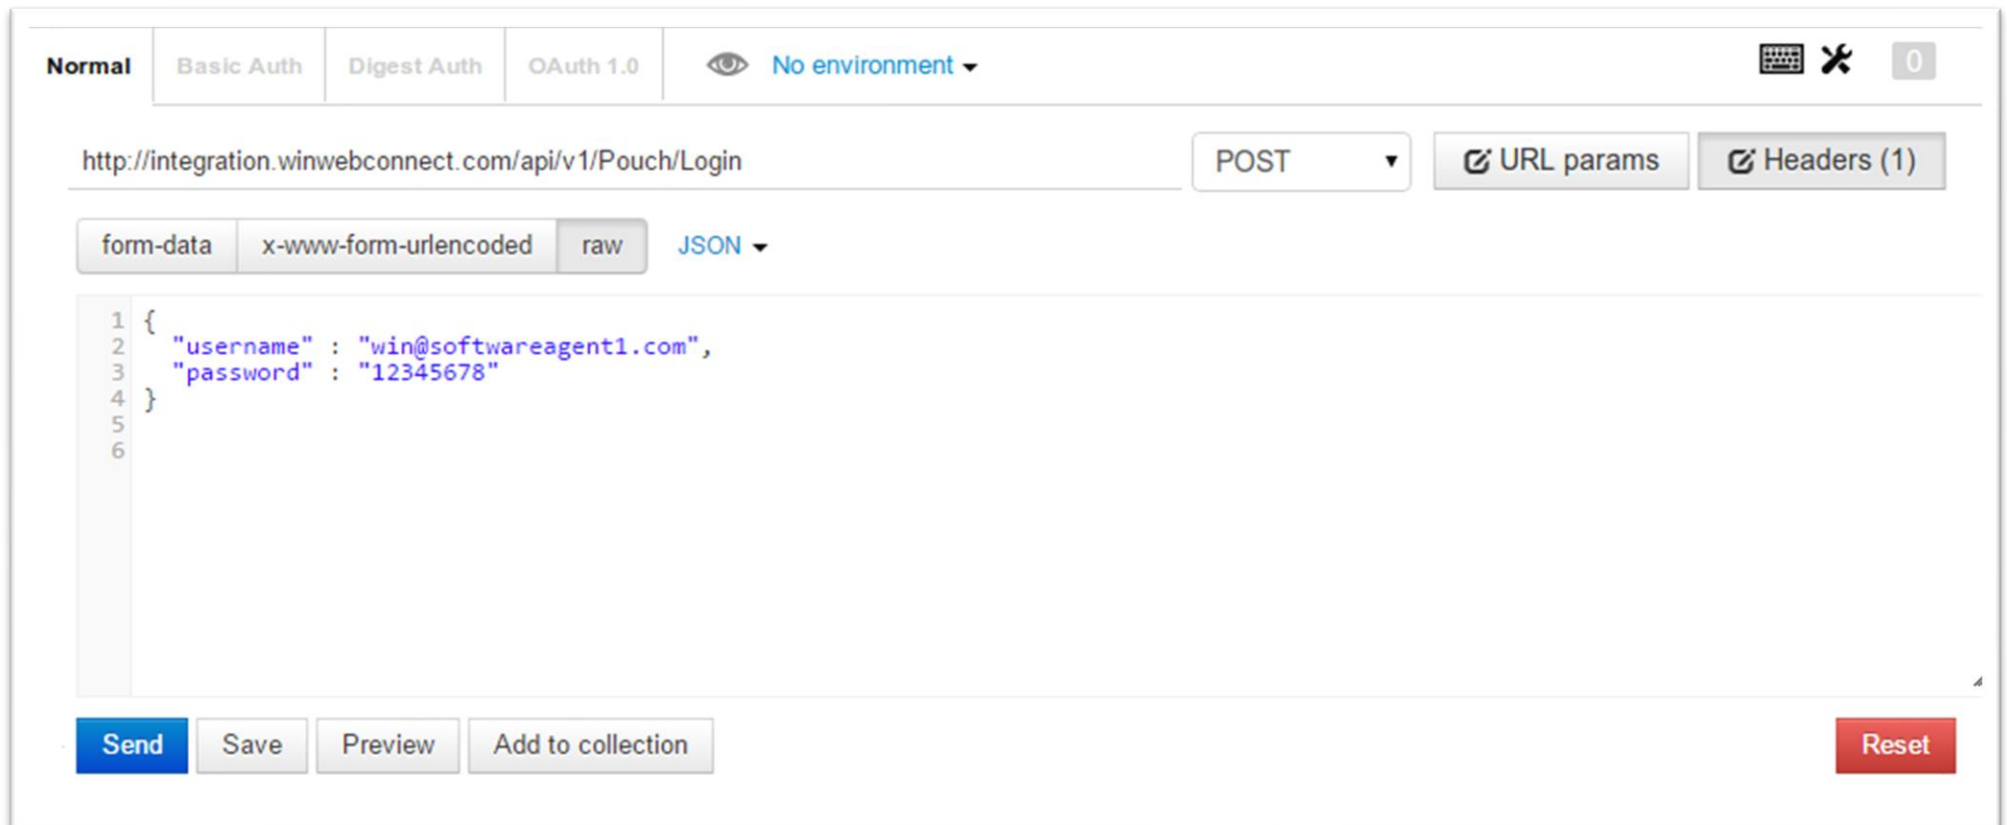 Normal Basic Auth Digest Auth OAuth 1.0 No environment 0
http://integration.winwebconnect.com/api/v1/Pouch/Login POST URL params Headers (1)
form-data x-www-form-urlencoded raw JSON
1 {
2 "username" : "win@softwareagent1.com",
3 "password" : "12345678"
4 }
5
6
Send Save Preview Add to collection Reset